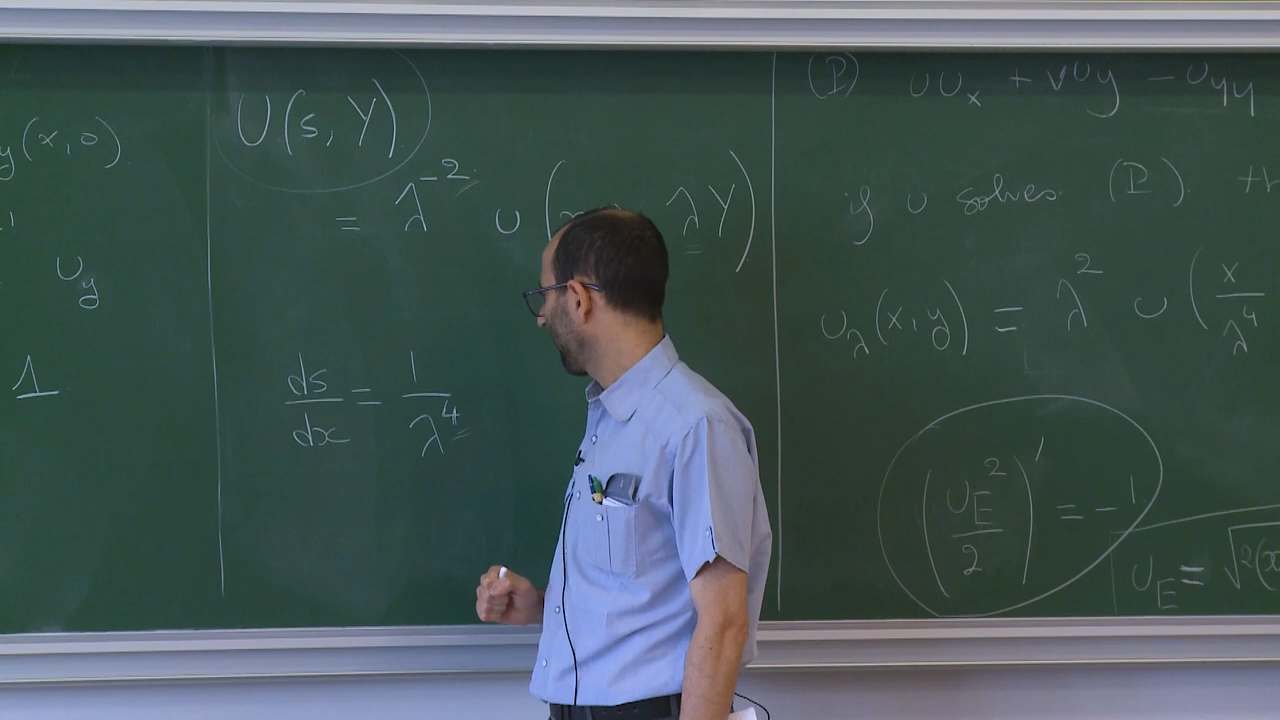 y(x,0).
u_y
1
U(s, Y)
= λ^{-2} u( λY)
ds/dx = 1/λ^4
(P) uu_x + vu_y - u_yy
if u solves (P).
u_λ(x,y) = λ^2 u(x/λ^4
(u_E^2/2)' = -1
u_E = √2(x